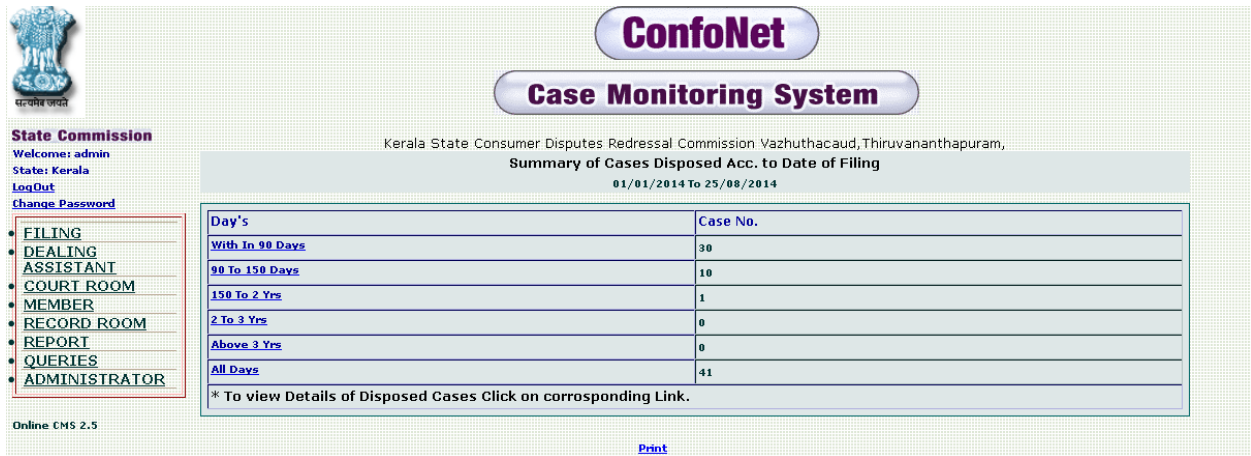 ConfoNet
Case Monitoring System
सत्यमेव जयते
State Commission
Welcome: admin
State: Kerala
LogOut
Change Password
FILING
DEALING
ASSISTANT
COURT ROOM
MEMBER
RECORD ROOM
REPORT
QUERIES
ADMINISTRATOR
Online CMS 2.5
Kerala State Consumer Disputes Redressal Commission Vazhuthacaud,Thiruvananthapuram,
Summary of Cases Disposed Acc. to Date of Filing
01/01/2014 To 25/08/2014
Day's Case No.
With In 90 Days 30
90 To 150 Days 10
150 To 2 Yrs 1
2 To 3 Yrs 0
Above 3 Yrs 0
All Days 41
* To view Details of Disposed Cases Click on corrosponding Link.
Print